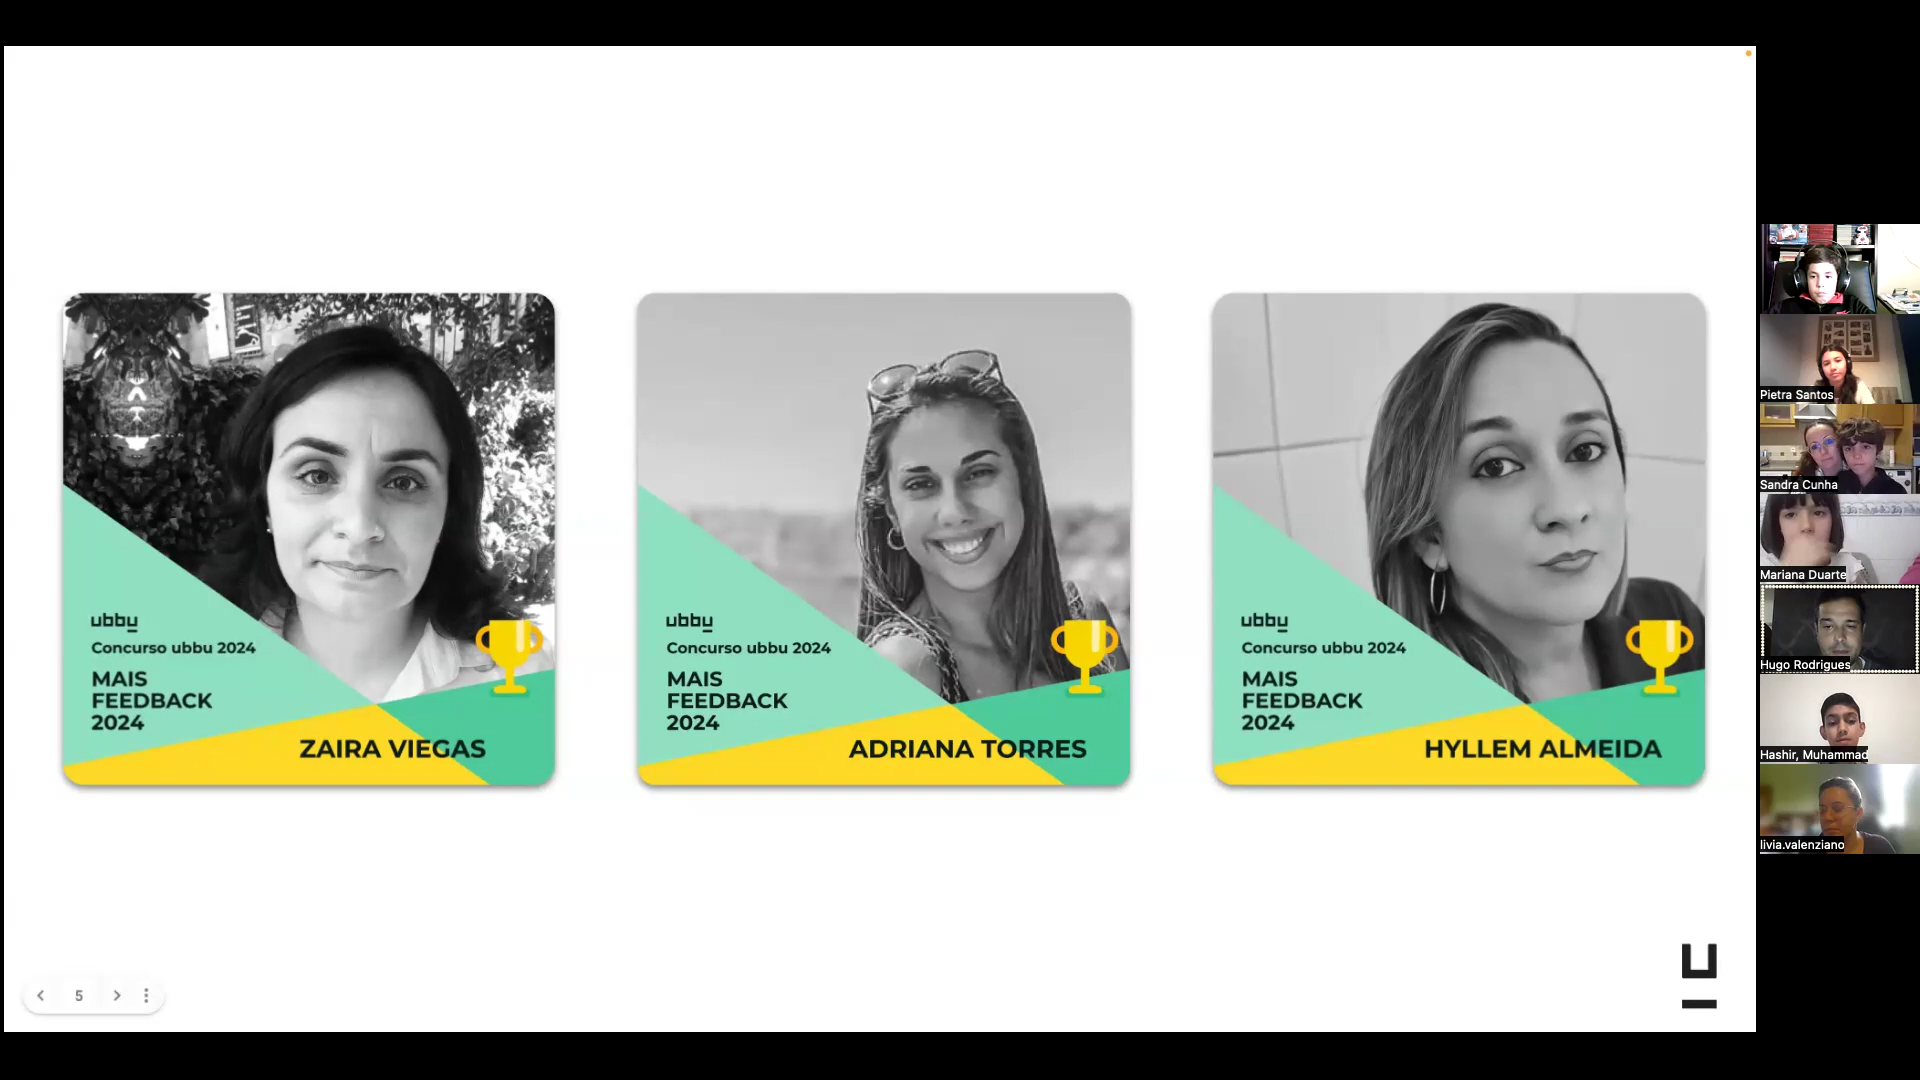 ubbu
Concurso ubbu 2024
MAIS
FEEDBACK
2024
ZAIRA VIEGAS
ubbu
Concurso ubbu 2024
MAIS
FEEDBACK
2024
ADRIANA TORRES
ubbu
Concurso ubbu 2024
MAIS
FEEDBACK
2024
HYLLEM ALMEIDA
5
Pietra Santos
Sandra Cunha
Mariana Duarte
Hugo Rodrigues
Hashir, Muhammad
livia.valenziano